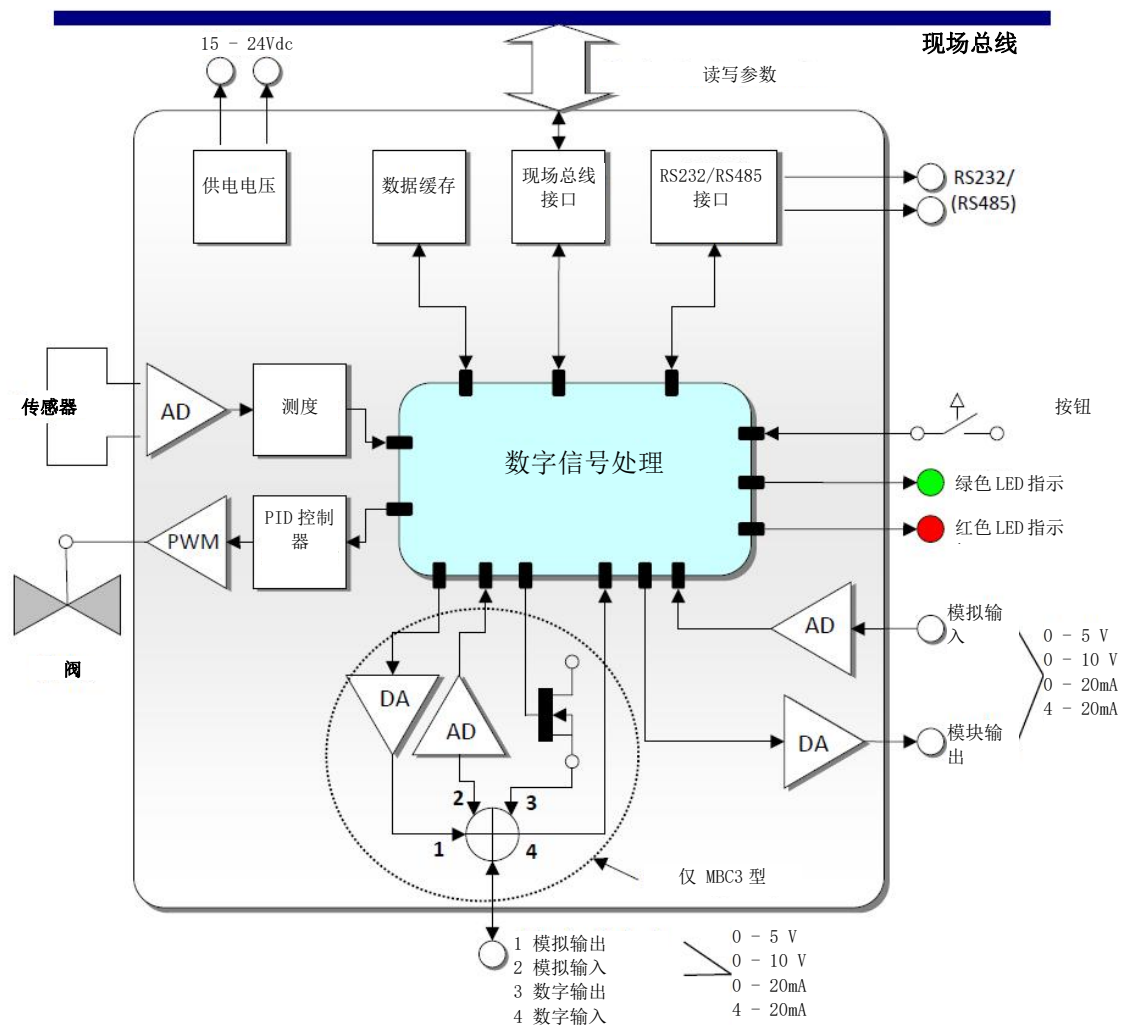 现场总线
15 - 24Vdc
读写参数
供电电压
数据缓存
现场总线
接口
RS232/RS485
接口
RS232/
(RS485)
传感器
AD
测度
数字信号处理
按钮
绿色 LED 指示
红色 LED 指示
PWM
PID 控制
器
阀
AD
模拟输
入
0 - 5 V
0 - 10 V
0 - 20mA
4 - 20mA
DA
模块输
出
DA
AD
2
3
1
4
仅 MBC3 型
1 模拟输出
2 模拟输入
3 数字输出
4 数字输入
0 - 5 V
0 - 10 V
0 - 20mA
4 - 20mA